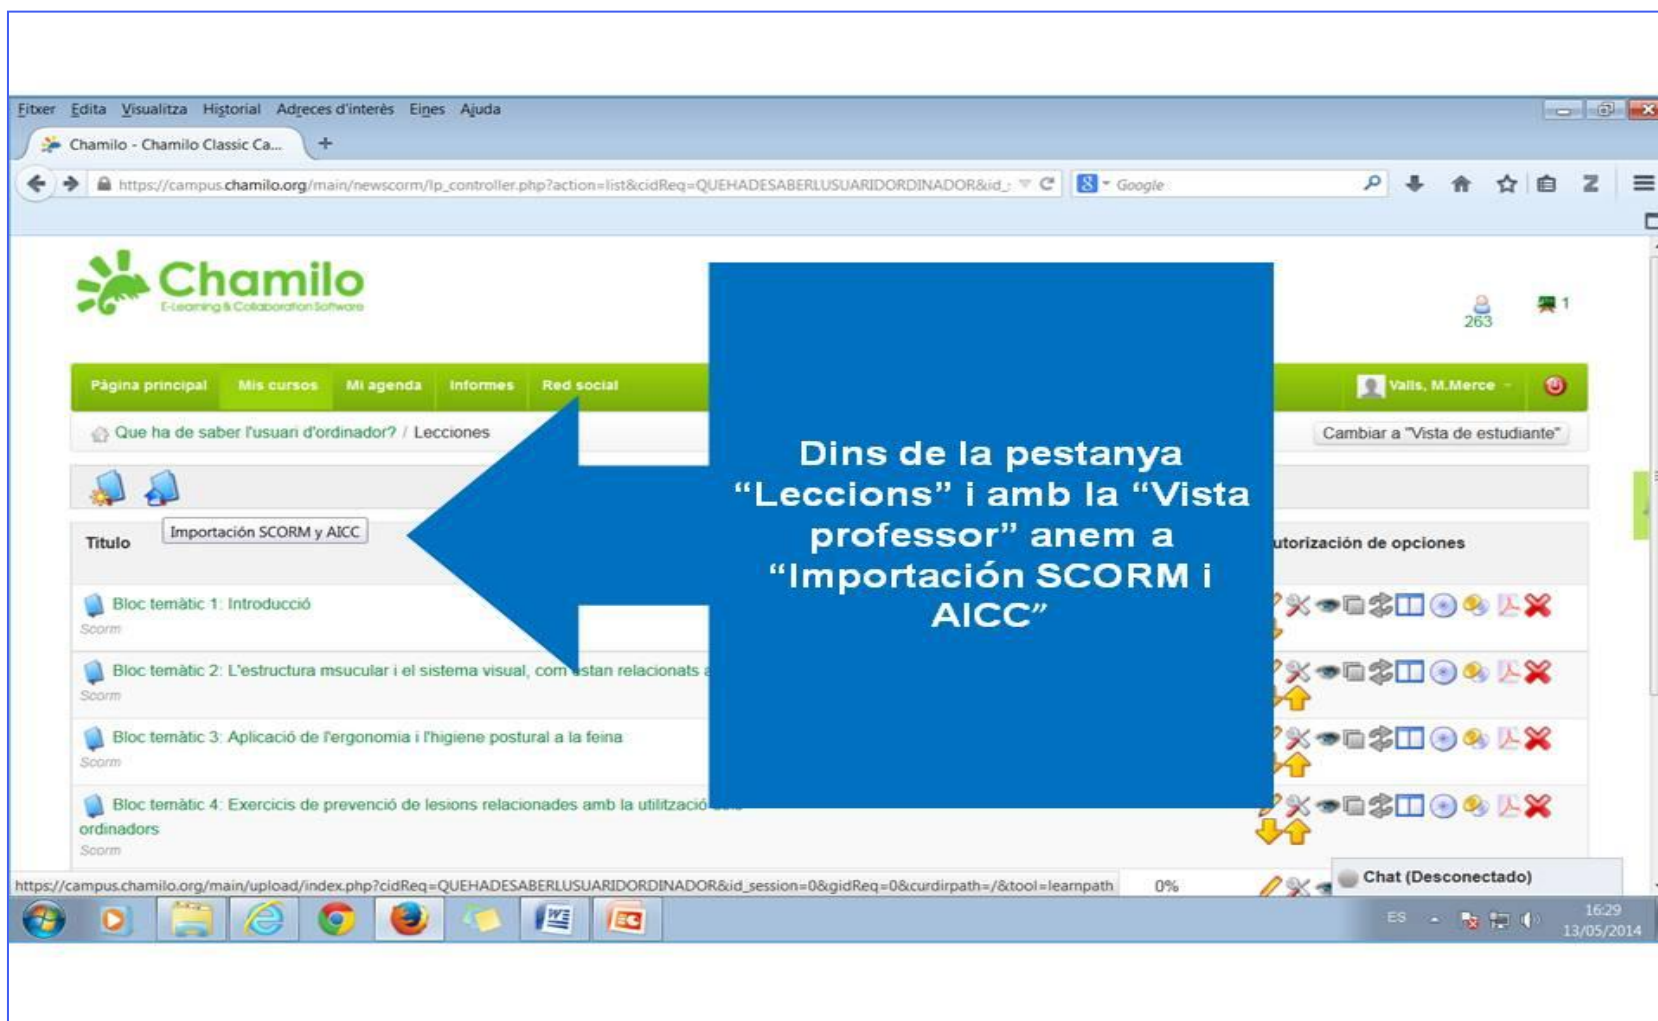 Fitxer Edita Visualitza Historial Adreces d'interès Eines Ajuda
Chamilo - Chamilo Classic Ca... +
https://campus.chamilo.org/main/newscorm/lp_controller.php?action=list&cidReq=QUEHADESABERLUSUARIDORDINADOR&id_
8 Google
Chamilo
E-Learning & Collaboration Software
263
1
Página principal Mis cursos Mi agenda Informes Red social
Valls, M.Merce
Que ha de saber l'usuari d'ordinador? / Lecciones
Cambiar a "Vista de estudiante"
Dins de la pestanya
“Leccions” i amb la “Vista
professor” anem a
“Importación SCORM i
AICC”
Importación SCORM y AICC
Titulo
utorización de opciones
Bloc temàtic 1: Introducció
Scorm
Bloc temàtic 2: L'estructura msucular i el sistema visual, com estan relacionats a
Scorm
Bloc temàtic 3: Aplicació de l'ergonomia i l'higiene postural a la feina
Scorm
Bloc temàtic 4: Exercicis de prevenció de lesions relacionades amb la utilització
ordinadors
Scorm
https://campus.chamilo.org/main/upload/index.php?cidReq=QUEHADESABERLUSUARIDORDINADOR&id_session=0&gidReq=0&curdirpath=/&tool=learnpath
0%
Chat (Desconectado)
ES
16:29
13/05/2014